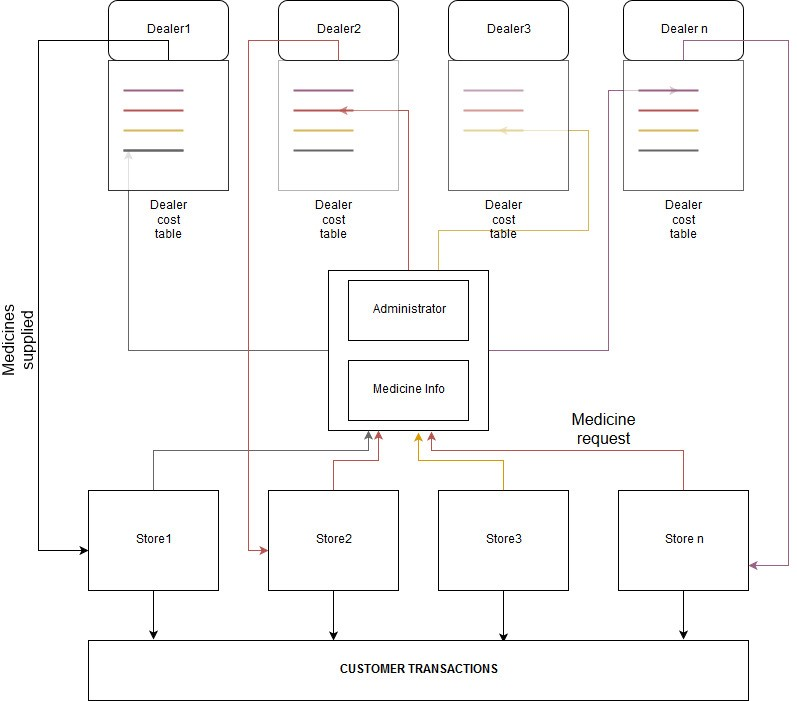 Dealer1
Dealer2
Dealer3
Dealer n
Dealer
cost
table
Dealer
cost
table
Dealer
cost
table
Dealer
cost
table
Administrator
Medicine Info
Medicines
supplied
Medicine
request
Store1
Store2
Store3
Store n
CUSTOMER TRANSACTIONS